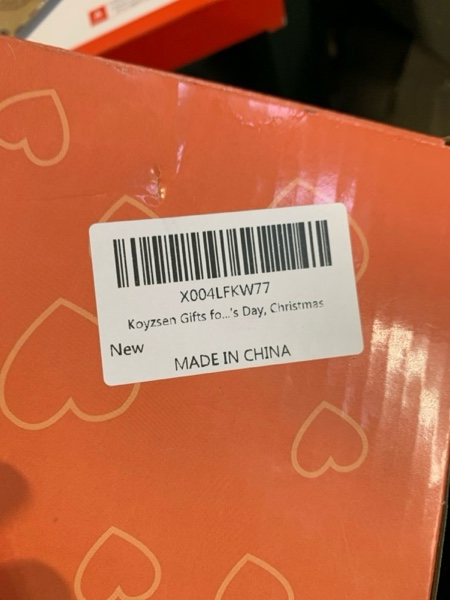 X004LFKW77
Koyzsen Gifts fo...'s Day, Christmas
New
MADE IN CHINA